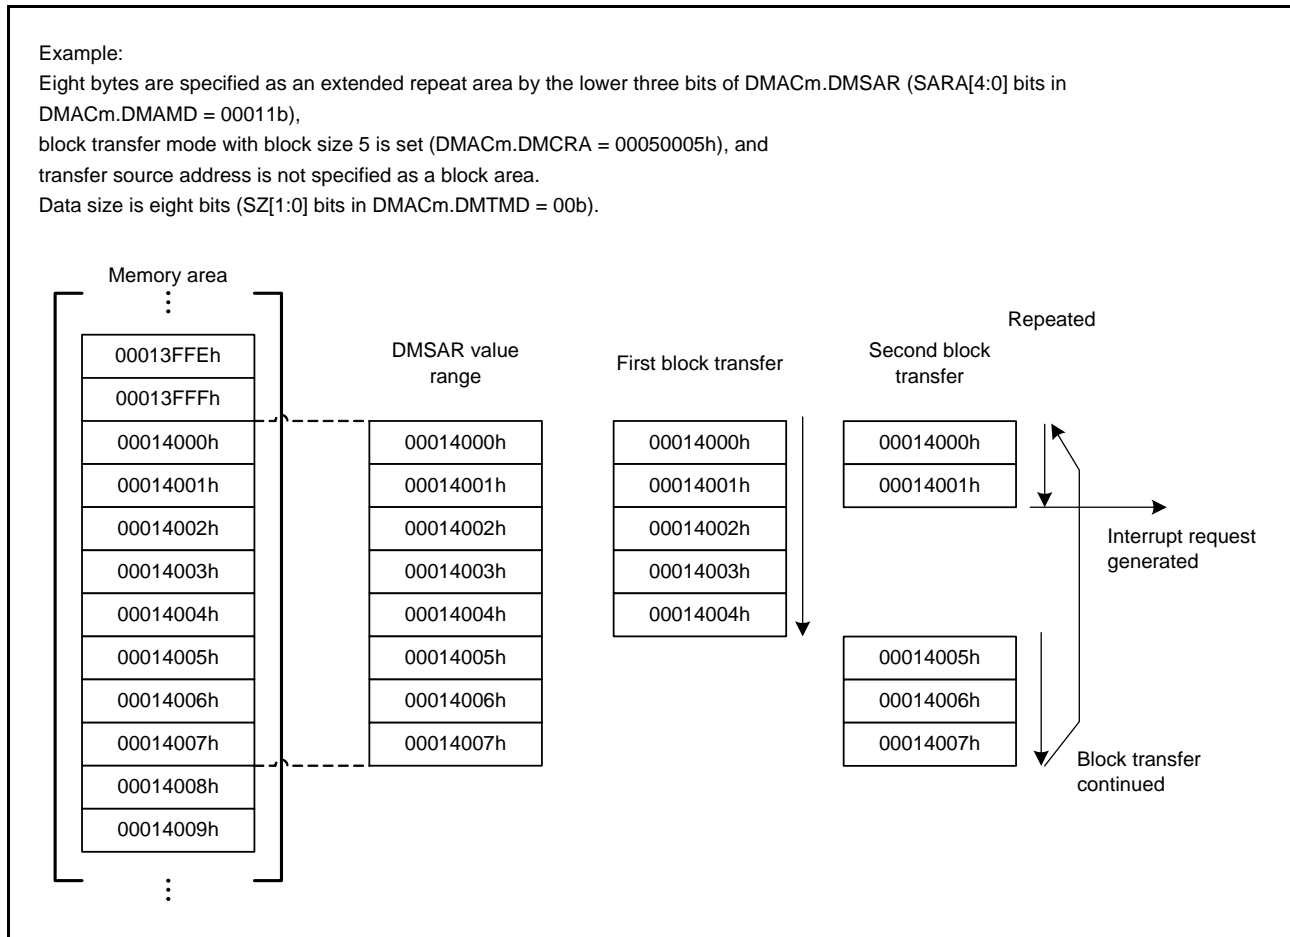 Example:
Eight bytes are specified as an extended repeat area by the lower three bits of DMACm.DMSAR (SARA[4:0] bits in
DMACm.DMAMD = 00011b),
block transfer mode with block size 5 is set (DMACm.DMCRA = 00050005h), and
transfer source address is not specified as a block area.
Data size is eight bits (SZ[1:0] bits in DMACm.DMTMD = 00b).
Memory area
00013FFEh
00013FFFh
00014000h
00014001h
00014002h
00014003h
00014004h
00014005h
00014006h
00014007h
00014008h
00014009h
DMSAR value
range
00014000h
00014001h
00014002h
00014003h
00014004h
00014005h
00014006h
00014007h
First block transfer
00014000h
00014001h
00014002h
00014003h
00014004h
Second block
transfer
00014000h
00014001h
00014005h
00014006h
00014007h
Repeated
Interrupt request
generated
Block transfer
continued